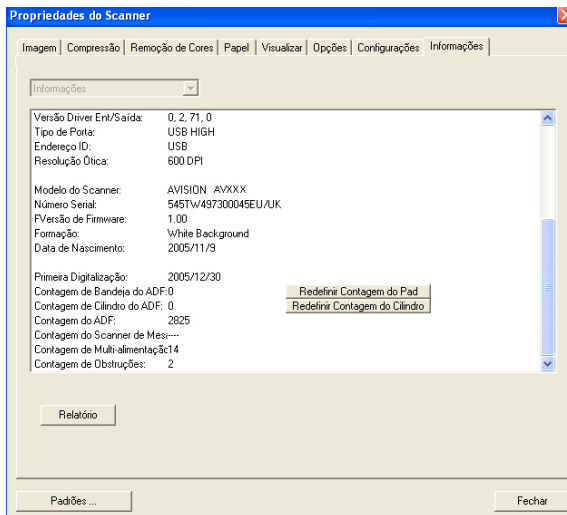 Propriedades do Scanner
Imagem Compressão Remoção de Cores Papel Visualizar Opções Configurações Informações
Informações
Versão Driver Ent/Saída: 0, 2, 71, 0
Tipo de Porta: USB HIGH
Endereço ID: USB
Resolução Ótica: 600 DPI
Modelo do Scanner: AVISION AVXXX
Número Serial: 545TW497300045EU/UK
FVersão de Firmware: 1.00
Formação: White Background
Data de Nascimento: 2005/11/9
Primeira Digitalização: 2005/12/30
Contagem de Bandeja do ADF:0 Redefinir Contagem do Pad
Contagem de Cilindro do ADF: 0 Redefinir Contagem do Cilindro
Contagem do ADF: 2825
Contagem do Scanner de Mesa----
Contagem de Multi-alimentaçãc14
Contagem de Obstruções: 2
Relatório
Padrões ... Fechar